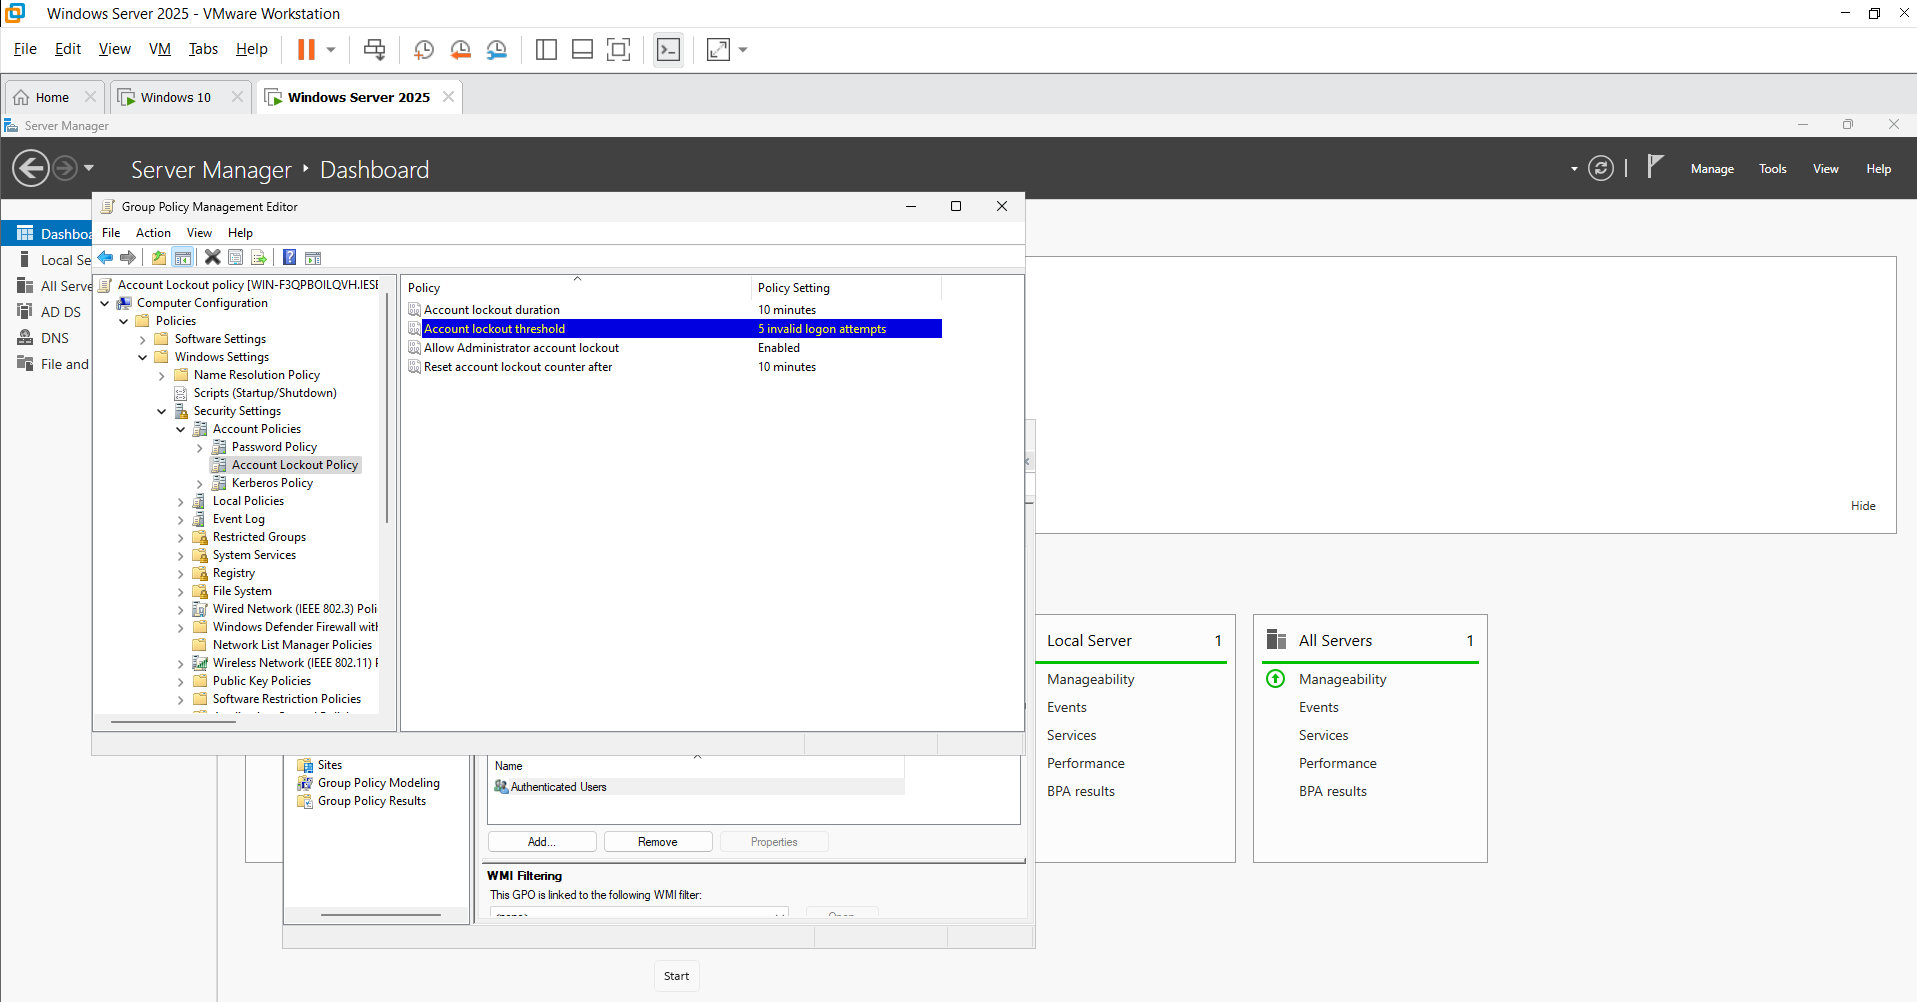 Windows Server 2025 - VMware Workstation
File Edit View VM Tabs Help
Home Windows 10 Windows Server 2025
Server Manager
Server Manager Dashboard
Manage Tools View Help
Group Policy Management Editor
File Action View Help
Dashboa
Local Se
All Serve
AD DS
DNS
File and
Account Lockout policy [WIN-F3QPBOILQVH.IESE
Computer Configuration
Policies
Software Settings
Windows Settings
Name Resolution Policy
Scripts (Startup/Shutdown)
Security Settings
Account Policies
Password Policy
Account Lockout Policy
Kerberos Policy
Local Policies
Event Log
Restricted Groups
System Services
Registry
File System
Wired Network (IEEE 802.3) Poli
Windows Defender Firewall with
Network List Manager Policies
Wireless Network (IEEE 802.11) P
Public Key Policies
Software Restriction Policies
Policy Policy Setting
Account lockout duration 10 minutes
Account lockout threshold 5 invalid logon attempts
Allow Administrator account lockout Enabled
Reset account lockout counter after 10 minutes
Hide
Sites
Group Policy Modeling
Group Policy Results
Name
Authenticated Users
Add... Remove Properties
WMI Filtering
This GPO is linked to the following WMI filter:
Local Server 1
Manageability
Events
Services
Performance
BPA results
All Servers 1
Manageability
Events
Services
Performance
BPA results
Start